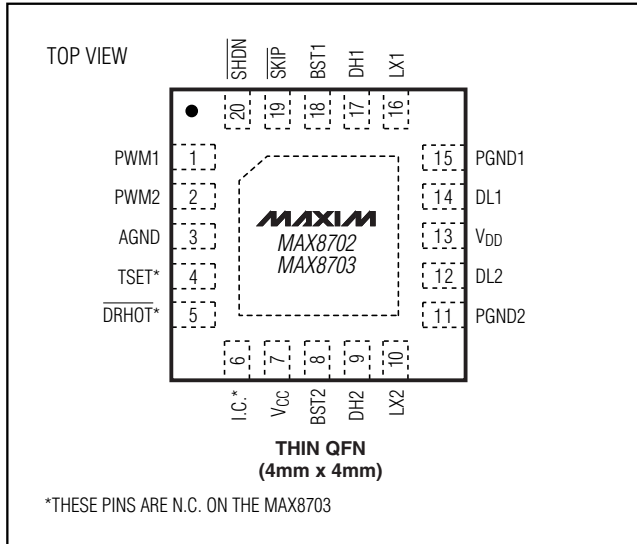 TOP VIEW
SHDN
SKIP
BST1
DH1
LX1
20
19
18
17
16
PWM1 1
PWM2 2
AGND 3
TSET* 4
DRHOT* 5
MAXIM
MAX8702
MAX8703
15 PGND1
14 DL1
13 VDD
12 DL2
11 PGND2
6
7
8
9
10
I.C.*
VCC
BST2
DH2
LX2
THIN QFN
(4mm x 4mm)
*THESE PINS ARE N.C. ON THE MAX8703